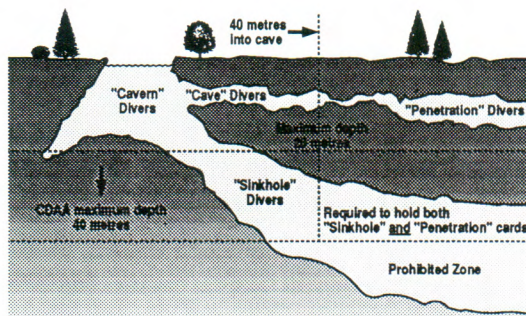 40 metres
into cave
"Cavern"
Divers
"Cave" Divers
"Penetration" Divers
Maximum depth
20 metres
"Sinkhole"
Divers
CDAA maximum depth
40 metres
Required to hold both
"Sinkhole" and "Penetration" cards
Prohibited Zone